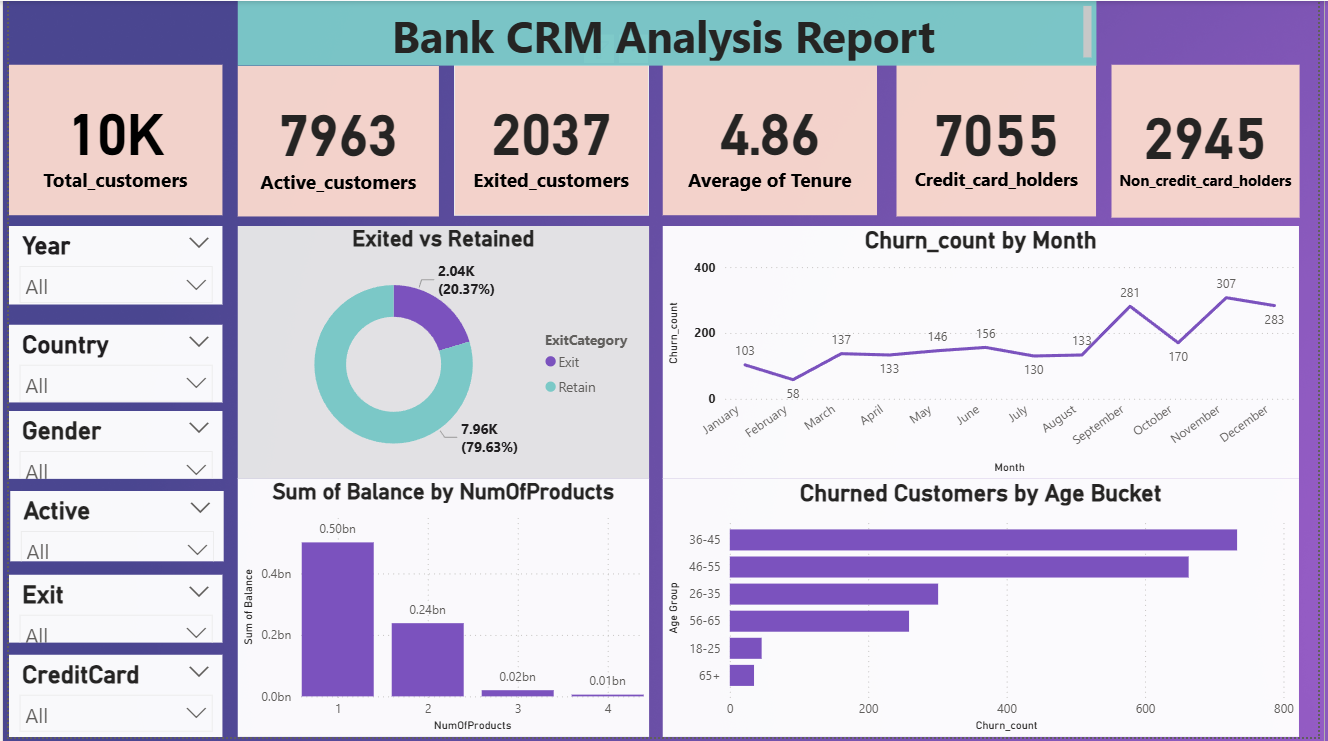 Bank CRM Analysis Report
10K
Total_customers
7963
Active_customers
2037
Exited_customers
4.86
Average of Tenure
7055
Credit_card_holders
2945
Non_credit_card_holders
Year
All
Country
All
Gender
All
Active
All
Exit
All
CreditCard
All
Exited vs Retained
2.04K
(20.37%)
7.96K
(79.63%)
ExitCategory
Exit
Retain
Churn_count by Month
Churn_count
400
200
0
103
58
137
133
146
156
130
133
281
170
307
283
January
February
March
April
May
June
July
August
September
October
November
December
Month
Sum of Balance by NumOfProducts
Sum of Balance
0.4bn
0.2bn
0.0bn
0.50bn
0.24bn
0.02bn
0.01bn
1
2
3
4
NumOfProducts
Churned Customers by Age Bucket
Age Group
36-45
46-55
26-35
56-65
18-25
65+
0
200
400
600
800
Churn_count